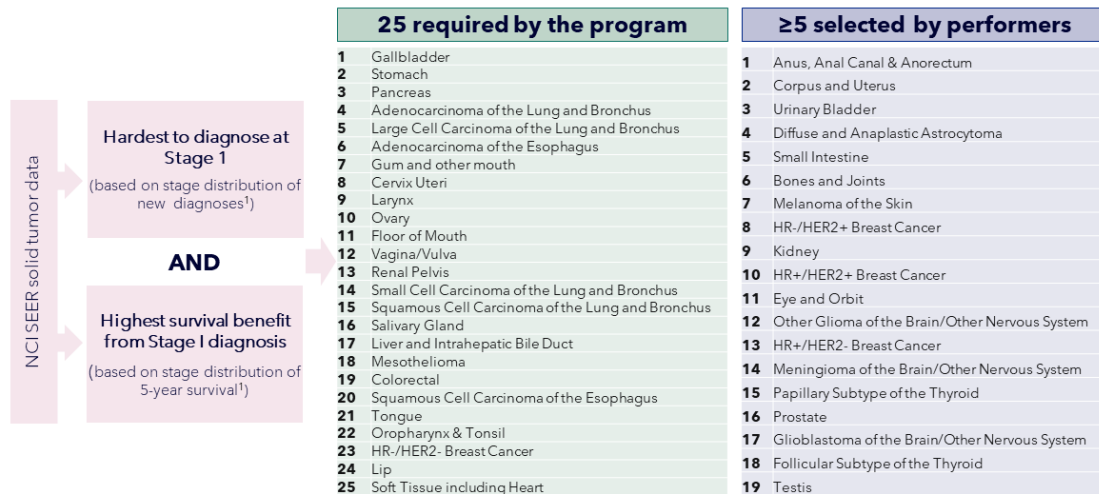 NCI SEER solid tumor data
Hardest to diagnose at
Stage 1
(based on stage distribution of
new diagnoses¹)
AND
Highest survival benefit
from Stage I diagnosis
(based on stage distribution of
5-year survival¹)
25 required by the program
1 Gallbladder
2 Stomach
3 Pancreas
4 Adenocarcinoma of the Lung and Bronchus
5 Large Cell Carcinoma of the Lung and Bronchus
6 Adenocarcinoma of the Esophagus
7 Gum and other mouth
8 Cervix Uteri
9 Larynx
10 Ovary
11 Floor of Mouth
12 Vagina/Vulva
13 Renal Pelvis
14 Small Cell Carcinoma of the Lung and Bronchus
15 Squamous Cell Carcinoma of the Lung and Bronchus
16 Salivary Gland
17 Liver and Intrahepatic Bile Duct
18 Mesothelioma
19 Colorectal
20 Squamous Cell Carcinoma of the Esophagus
21 Tongue
22 Oropharynx & Tonsil
23 HR-/HER2- Breast Cancer
24 Lip
25 Soft Tissue including Heart
≥5 selected by performers
1 Anus, Anal Canal & Anorectum
2 Corpus and Uterus
3 Urinary Bladder
4 Diffuse and Anaplastic Astrocytoma
5 Small Intestine
6 Bones and Joints
7 Melanoma of the Skin
8 HR-/HER2+ Breast Cancer
9 Kidney
10 HR+/HER2+ Breast Cancer
11 Eye and Orbit
12 Other Glioma of the Brain/Other Nervous System
13 HR+/HER2- Breast Cancer
14 Meningioma of the Brain/Other Nervous System
15 Papillary Subtype of the Thyroid
16 Prostate
17 Glioblastoma of the Brain/Other Nervous System
18 Follicular Subtype of the Thyroid
19 Testis